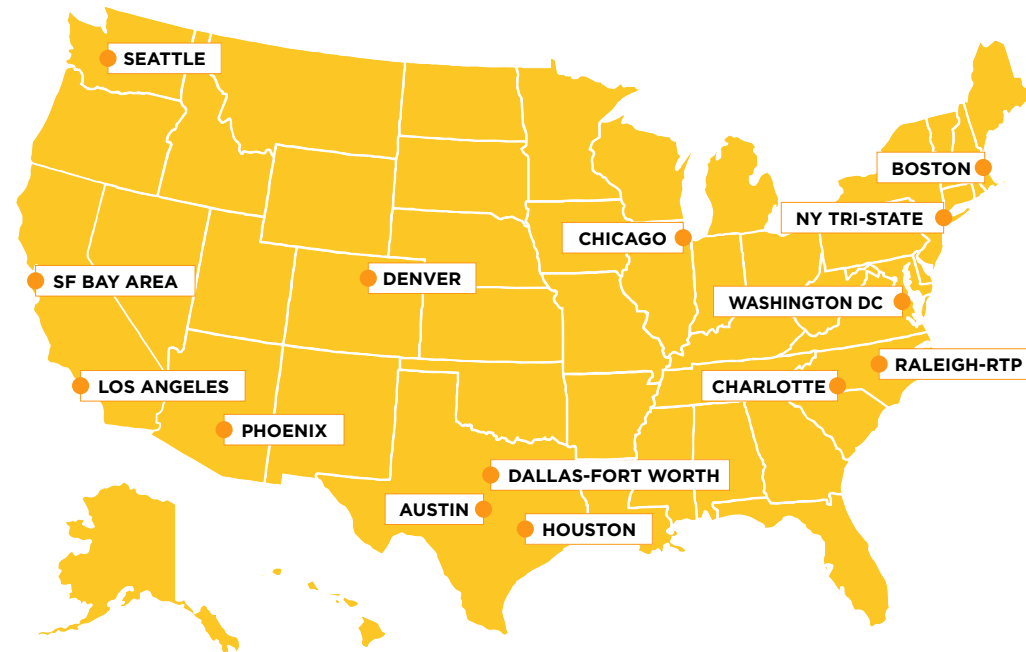 SEATTLE
BOSTON
NY TRI-STATE
CHICAGO
SF BAY AREA
DENVER
WASHINGTON DC
RALEIGH-RTP
LOS ANGELES
CHARLOTTE
PHOENIX
DALLAS-FORT WORTH
AUSTIN
HOUSTON